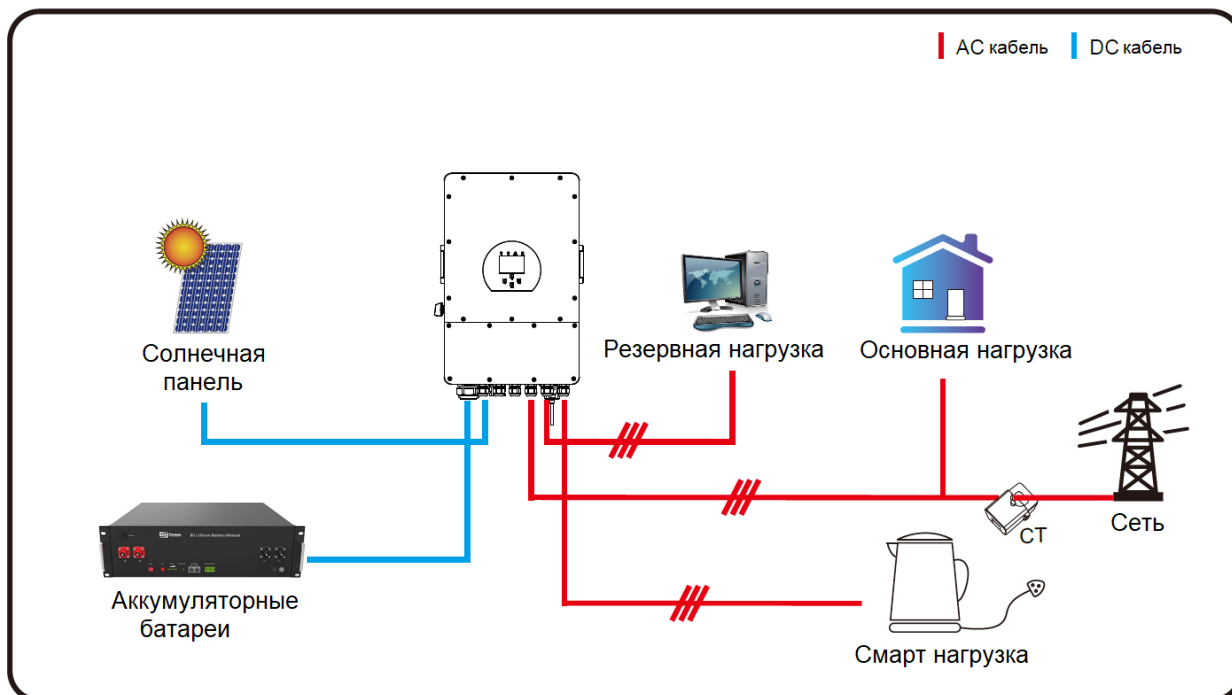 AC кабель
DC кабель
Солнечная
панель
Резервная нагрузка
Основная нагрузка
Сеть
CT
Аккумуляторные
батареи
Смарт нагрузка